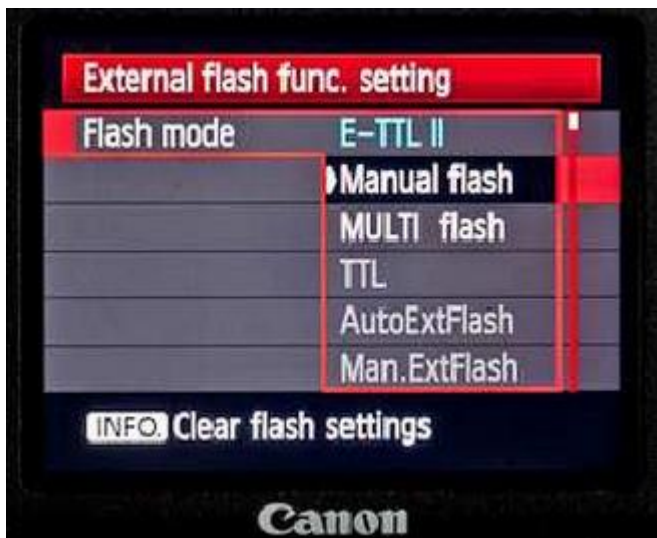 External flash func. setting
Flash mode E-TTL II
Manual flash
MULTI flash
TTL
AutoExtFlash
Man.ExtFlash
INFO. Clear flash settings
Canon